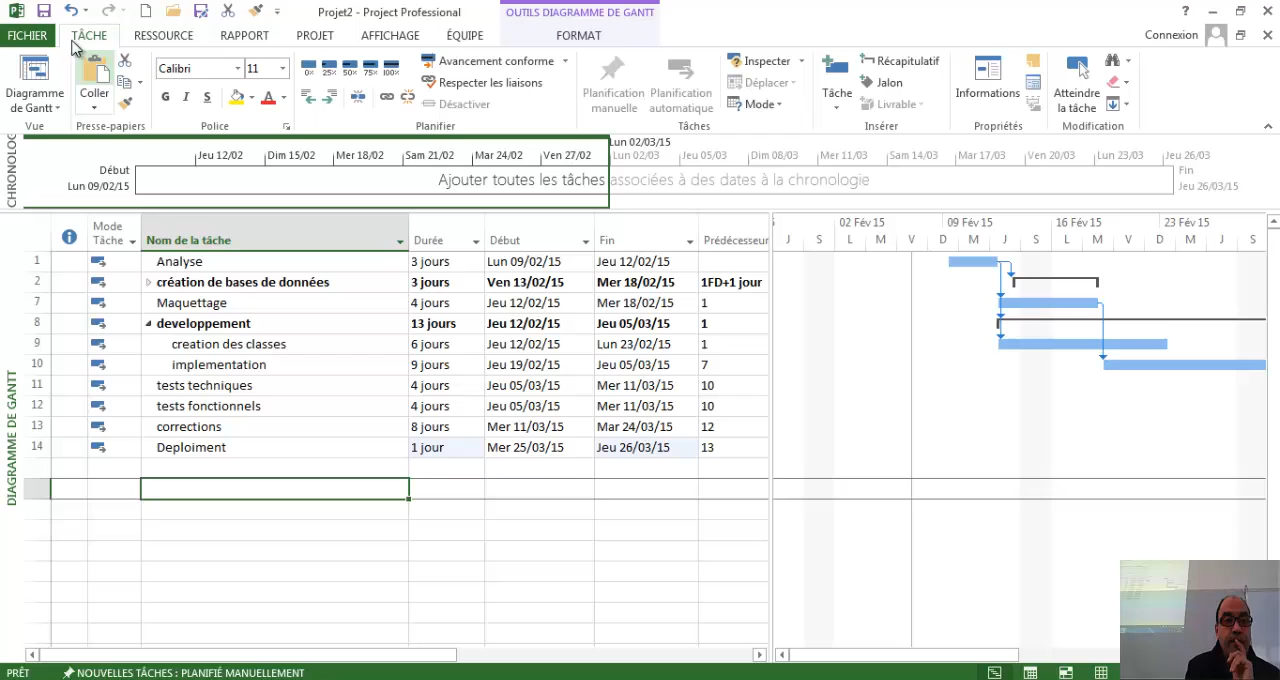 Projet2 - Project Professional
OUTILS DIAGRAMME DE GANTT
?
FICHIER TÂCHE RESSOURCE RAPPORT PROJET AFFICHAGE ÉQUIPE FORMAT Connexion
Diagramme de Gantt
Vue
Coller
Presse-papiers
Calibri 11
G I S A
Police
0% 25% 50% 75% 100%
Avancement conforme
Respecter les liaisons
Désactiver
Planifier
Planification manuelle
Planification automatique
Inspecter
Déplacer
Mode
Tâches
Tâche
Récapitulatif
Jalon
Livrable
Insérer
Informations
Propriétés
Atteindre la tâche
Modification
CHRONOLOG
Lun 02/03/15
Jeu 12/02 Dim 15/02 Mer 18/02 Sam 21/02 Mar 24/02 Ven 27/02 Lun 02/03 Jeu 05/03 Dim 08/03 Mer 11/03 Sam 14/03 Mar 17/03 Ven 20/03 Lun 23/03 Jeu 26/03
Début
Lun 09/02/15
Ajouter toutes les tâches associées à des dates à la chronologie
Fin
Jeu 26/03/15
DIAGRAMME DE GANTT
Mode Tâche Nom de la tâche Durée Début Fin Prédécesseur
02 Fév 15 09 Fév 15 16 Fév 15 23 Fév 15
J S L M V D M J S L M V D M J S
1 Analyse 3 jours Lun 09/02/15 Jeu 12/02/15
2 création de bases de données 3 jours Ven 13/02/15 Mer 18/02/15 1FD+1 jour
7 Maquettage 4 jours Jeu 12/02/15 Mer 18/02/15 1
8 developpement 13 jours Jeu 12/02/15 Jeu 05/03/15 1
9 creation des classes 6 jours Jeu 12/02/15 Lun 23/02/15 1
10 implementation 9 jours Jeu 19/02/15 Jeu 05/03/15 7
11 tests techniques 4 jours Jeu 05/03/15 Mer 11/03/15 10
12 tests fonctionnels 4 jours Jeu 05/03/15 Mer 11/03/15 10
13 corrections 8 jours Mer 11/03/15 Mar 24/03/15 12
14 Deploiment 1 jour Mer 25/03/15 Jeu 26/03/15 13
PRÊT NOUVELLES TÂCHES : PLANIFIÉ MANUELLEMENT